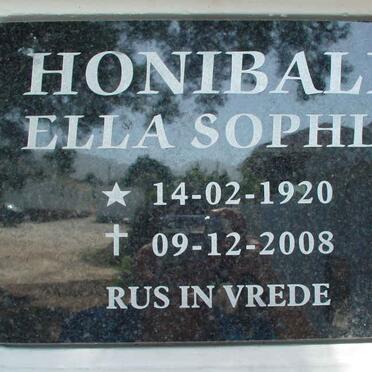 HONIBAL
ELLA SOPHI
★ 14-02-1920
✝ 09-12-2008
RUS IN VREDE